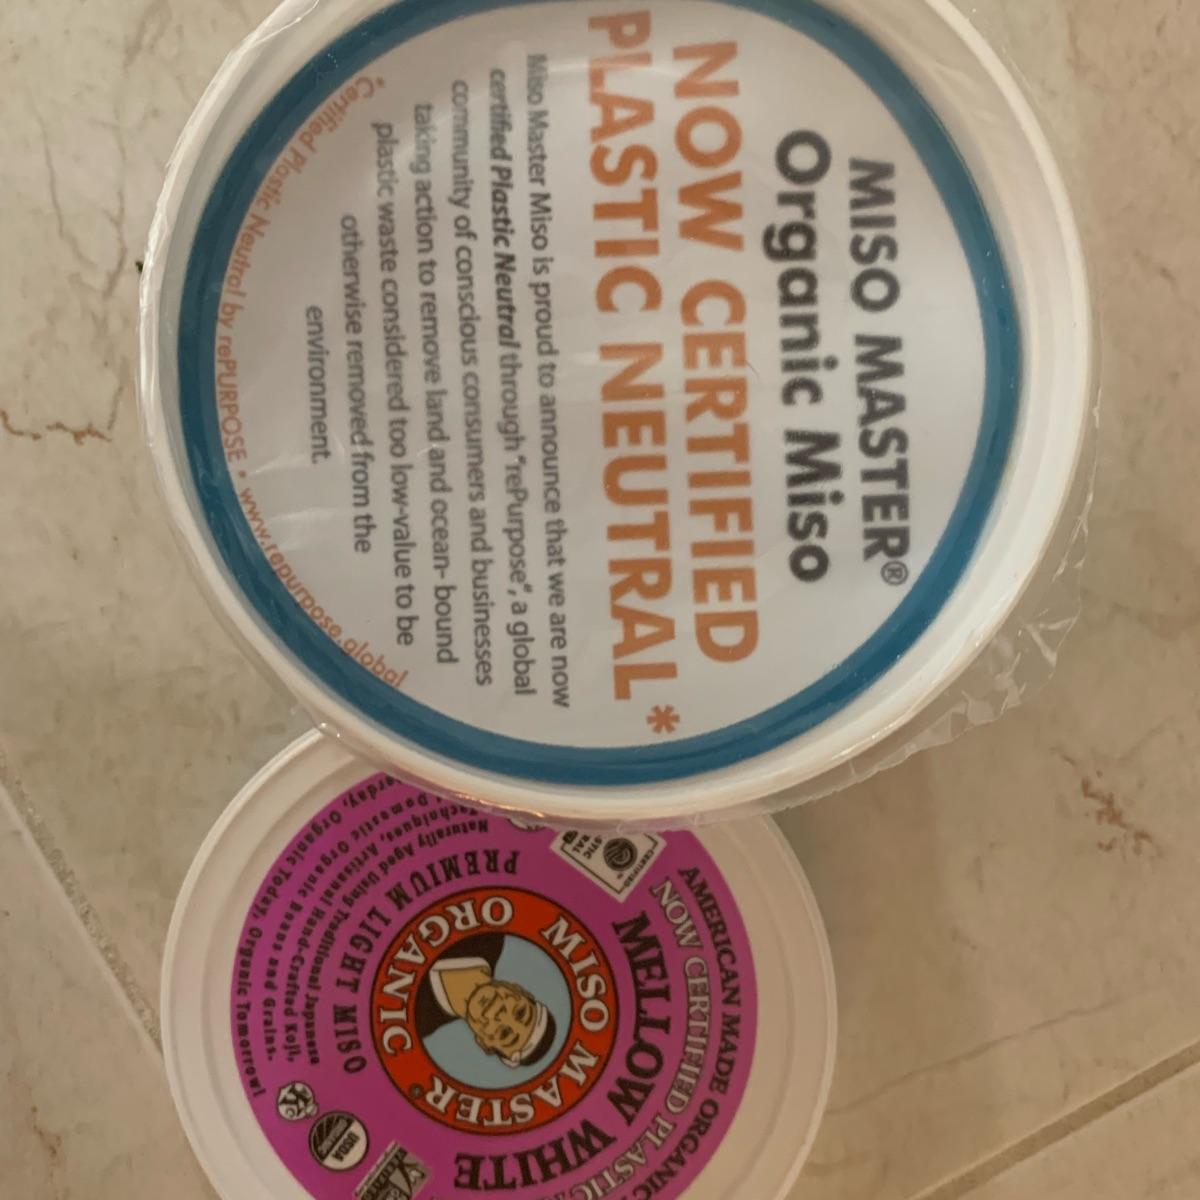 MISO MASTER®
Organic Miso
NOW CERTIFIED
PLASTIC NEUTRAL*
Miso Master Miso is proud to announce that we are now
certified Plastic Neutral through "rePurpose", a global
community of conscious consumers and businesses
taking action to remove land and ocean- bound
plastic waste considered too low-value to be
otherwise removed from the
environment.
*Certified Plastic Neutral by rePURPOSE • www.repurpose.global
AMERICAN MADE ORGANIC
NOW CERTIFIED PLASTIC
MELLOW WHITE
MISO MASTER®
ORGANIC
PREMIUM LIGHT MISO
Naturally Aged Using Traditional Japanese
Techniques, Artisanal Hand-Crafted Koji,
Domestic Organic Beans and Grains.
Organic Today, Organic Tomorrow!
CERTIFIED
USDA